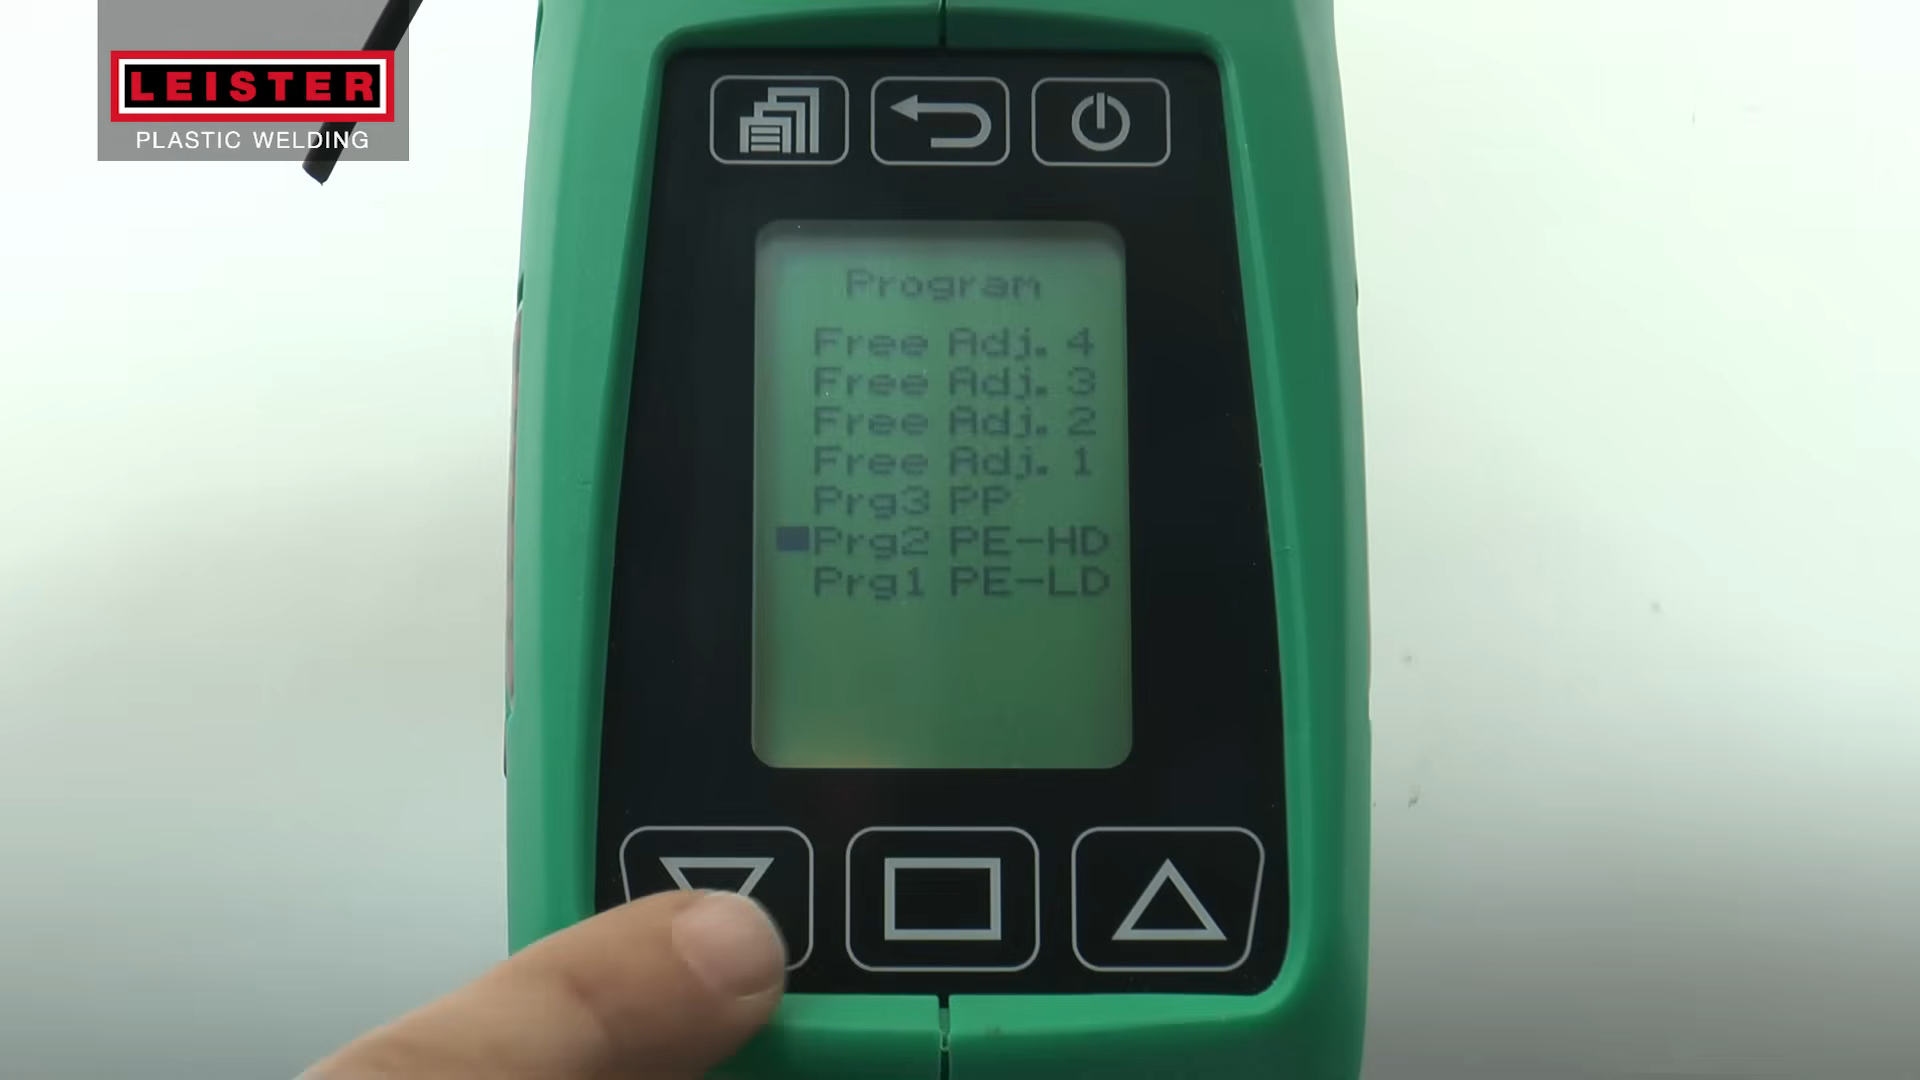 LEISTER
PLASTIC WELDING
Program
Free Adj. 4
Free Adj. 3
Free Adj. 2
Free Adj. 1
Prg3 PP
Prg2 PE-HD
Prg1 PE-LD